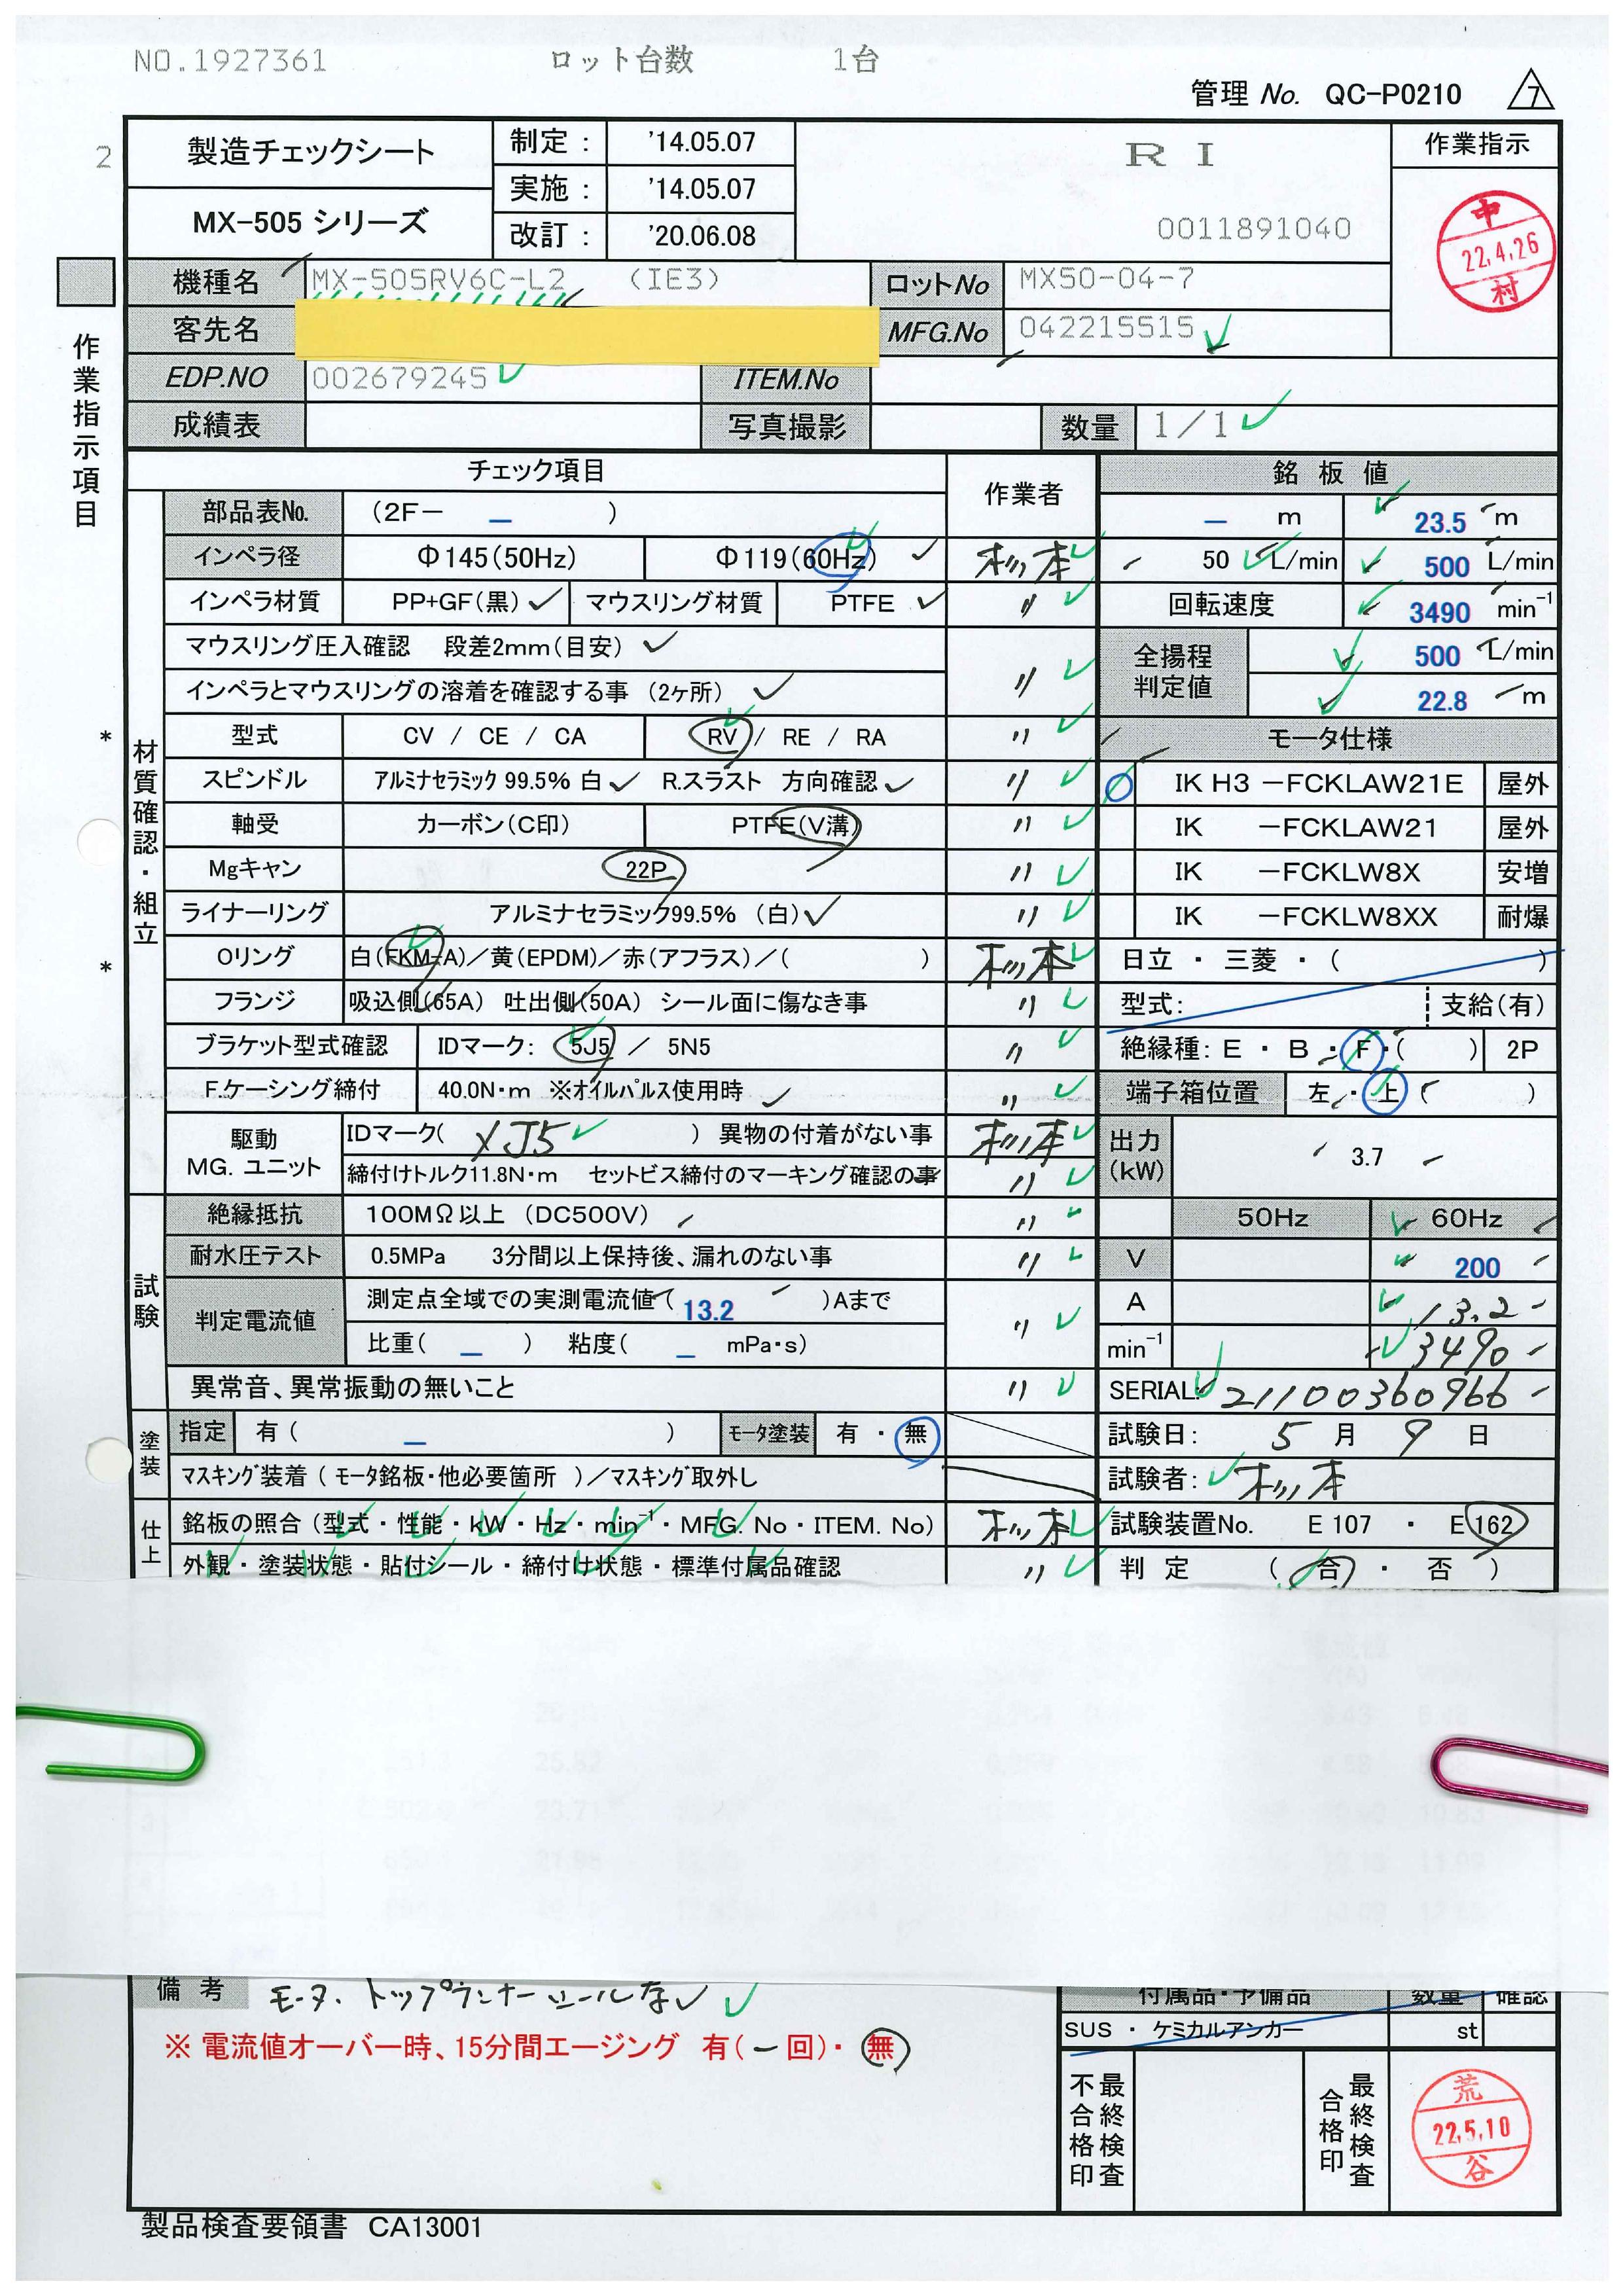 NO.1927361 ロット台数 1台
管理 No. QC-P0210 7
2
製造チェックシート 制定： '14.05.07 R I 作業指示
MX-505 シリーズ 実施： '14.05.07
改訂： '20.06.08 0011891040
中 22.4.26 村
作業指示項目
機種名 MX-505RV6C-L2 (IE3) ロットNo MX50-04-7
客先名 MFG.No 042215515
EDP.NO 002679245 ITEM.No
成績表 写真撮影 数量 1/1
チェック項目 作業者 銘板値
材質確認・組立
部品表No. (2F－ － ) － m 23.5 m
インペラ径 Φ145(50Hz) Φ119(60Hz) 松本 50 L/min 500 L/min
インペラ材質 PP+GF(黒) マウスリング材質 PTFE 〃 回転速度 3490 min-1
マウスリング圧入確認 段差2mm(目安) 全揚程判定値 500 L/min
インペラとマウスリングの溶着を確認する事 (2ヶ所) 〃 22.8 m
* 型式 CV / CE / CA RV / RE / RA 〃 モータ仕様
スピンドル アルミナセラミック 99.5% 白 R.スラスト 方向確認 〃 IK H3 －FCKLAW21E 屋外
軸受 カーボン(C印) PTFE(V溝) 〃 IK －FCKLAW21 屋外
Mgキャン 22P 〃 IK －FCKLW8X 安増
ライナーリング アルミナセラミック99.5% (白) 〃 IK －FCKLW8XX 耐爆
* Oリング 白(FKM=A)／黄(EPDM)／赤(アフラス)／( ) 松本 日立 ・ 三菱 ・ ( )
フランジ 吸込側(65A) 吐出側(50A) シール面に傷なき事 〃 型式: 支給(有)
ブラケット型式確認 IDマーク: 5J5 ／ 5N5 〃 絶縁種: E ・ B ・ F ・( ) 2P
F.ケーシング締付 40.0N・m ※オイルパルス使用時 〃 端子箱位置 左 ・ 上 ( )
駆動 MG. ユニット IDマーク( XJ5 ) 異物の付着がない事 松本 出力 (kW) 3.7
締付けトルク11.8N・m セットビス締付のマーキング確認の事 〃
試験
絶縁抵抗 100MΩ以上 (DC500V) 〃 50Hz 60Hz
耐水圧テスト 0.5MPa 3分間以上保持後、漏れのない事 〃 V 200
判定電流値 測定点全域での実測電流値( 13.2 )Aまで 〃 A 13.2
比重( － ) 粘度( － mPa・s) min-1 3490
異常音、異常振動の無いこと 〃 SERIAL: 21100360966
塗装
指定 有 ( － ) モータ塗装 有 ・ 無 試験日: 5 月 9 日
マスキング装着 ( モータ銘板・他必要箇所 )／マスキング取外し 試験者: 松本
仕上
銘板の照合 (型式・性能・kW・Hz・min-1・MFG. No・ITEM. No) 松本 試験装置No. E 107 ・ E 162
外観・塗装状態・貼付シール・締付け状態・標準付属品確認 〃 判 定 ( 合 ・ 否 )
備 考 モータ、トップランナーシールなし 付属品・予備品 数量 確認
※ 電流値オーバー時、15分間エージング 有(－回)・ 無 SUS ・ ケミカルアンカー st
最終検査不合格印 最終検査合格印 荒 22.5.10 谷
製品検査要領書 CA13001